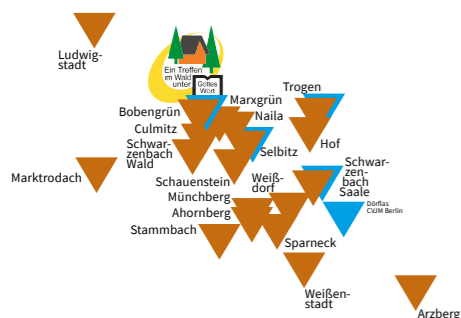 Ludwig-
stadt
Ein Treffen
im Wald
unter
Gottes
Wort
Bobengrün
Marxgrün
Trogen
Culmitz
Naila
Schwar-
zenbach
Wald
Selbitz
Hof
Marktrodach
Schauenstein
Weiß-
dorf
Schwar-
zen-
bach
Saale
Münchberg
Ahornberg
Dörflas
CVJM Berlin
Stammbach
Sparneck
Weißen-
stadt
Arzberg